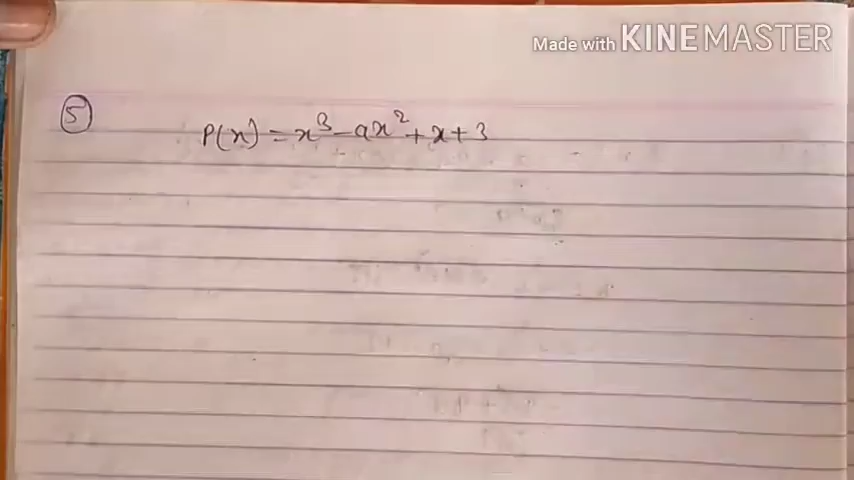 Made with KINEMASTER
5
P(x) = x³ - ax² + x + 3